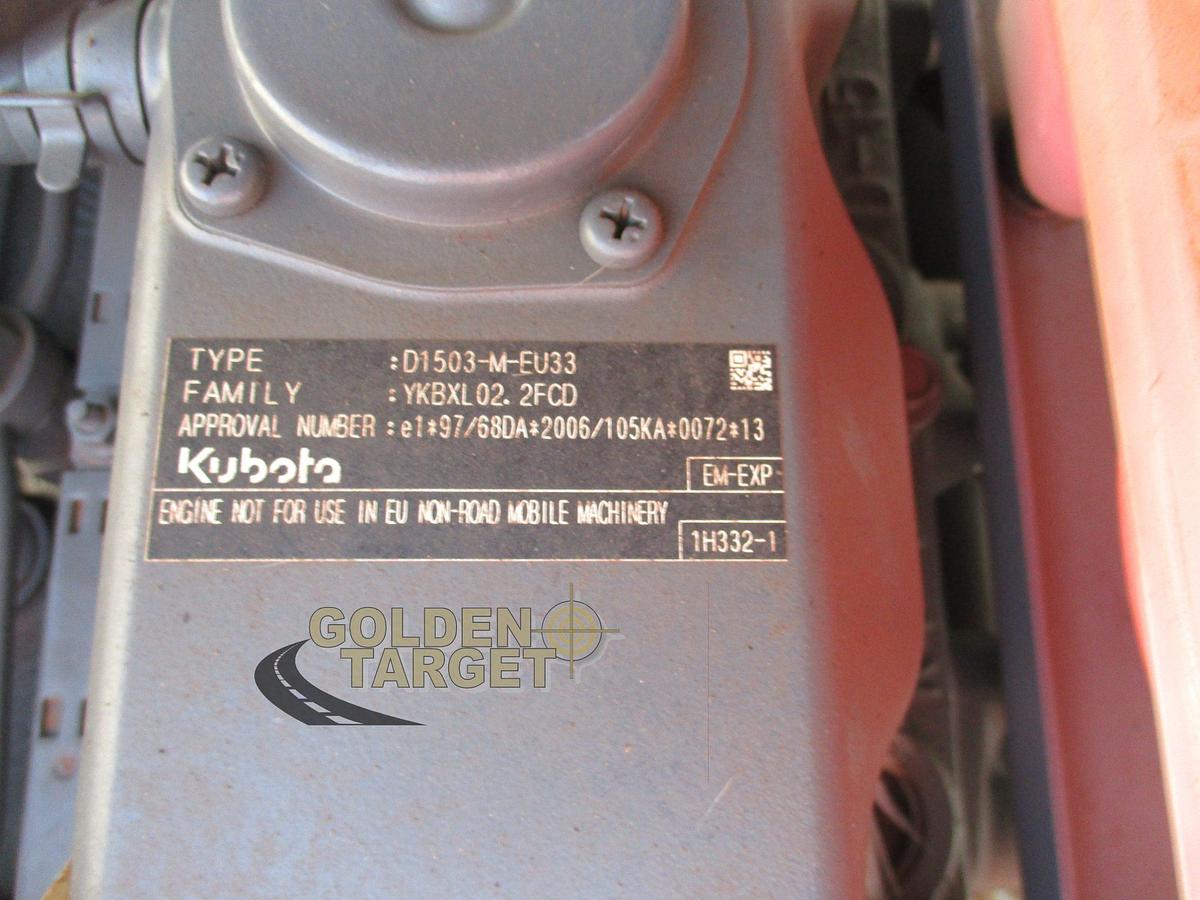 TYPE :D1503-M-EU33
FAMILY :YKBXL02.2FCD
APPROVAL NUMBER :e1*97/68DA*2006/105KA*0072*13
Kubota
EM-EXP
ENGINE NOT FOR USE IN EU NON-ROAD MOBILE MACHINERY
1H332-1
GOLDEN
TARGET